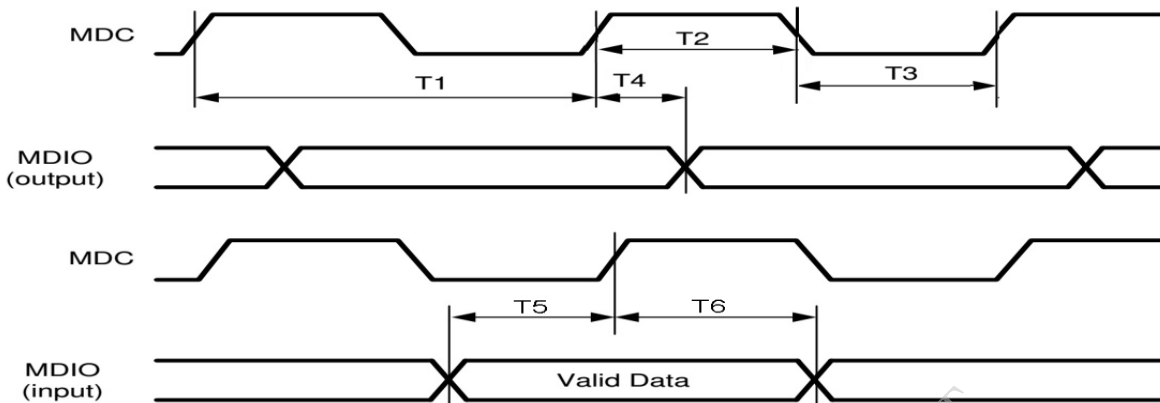 MDC
T1
T2
T3
T4
MDIO
(output)
MDC
T5
T6
MDIO
(input)
Valid Data